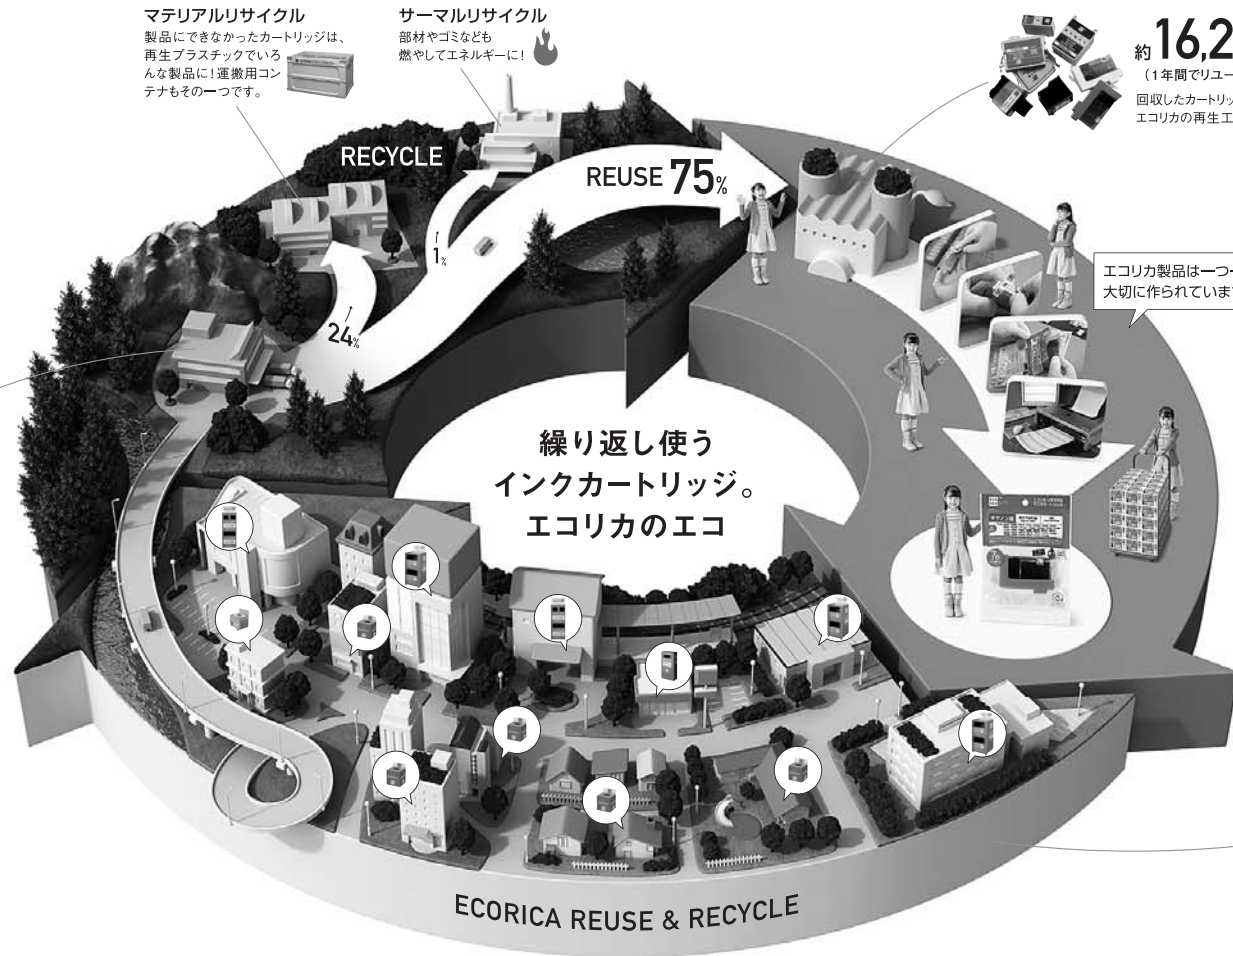 マテリアルリサイクル
製品にできなかったカートリッジは、
再生プラスチックでいろ
んな製品に!運搬用コン
テナもその一つです。
サーマルリサイクル
部材やゴミなども
燃やしてエネルギーに!
約16,2
(1年間でリユー
回収したカートリッ
エコリカの再生工
RECYCLE
REUSE 75%
1%
24%
エコリカ製品は一つ一
大切に作られていま
繰り返し使う
インクカートリッジ。
エコリカのエコ
ECORICA REUSE & RECYCLE